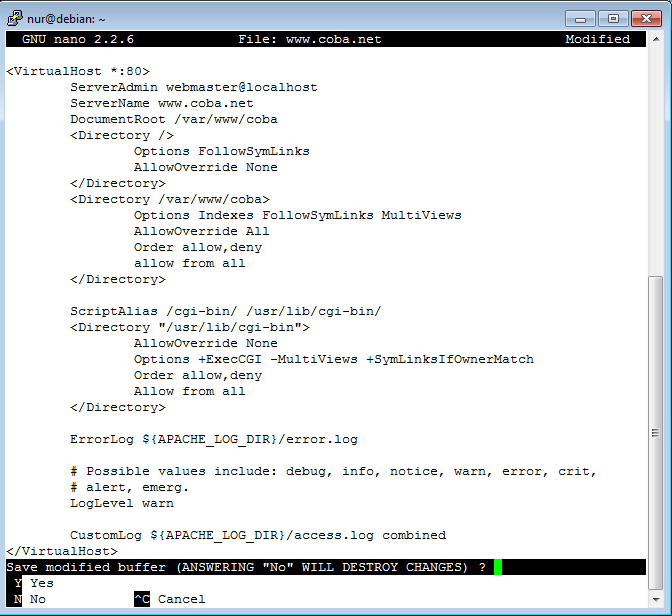 nur@debian: ~
GNU nano 2.2.6 File: www.coba.net Modified
<VirtualHost *:80>
ServerAdmin webmaster@localhost
ServerName www.coba.net
DocumentRoot /var/www/coba
<Directory />
Options FollowSymLinks
AllowOverride None
</Directory>
<Directory /var/www/coba>
Options Indexes FollowSymLinks MultiViews
AllowOverride All
Order allow,deny
allow from all
</Directory>
ScriptAlias /cgi-bin/ /usr/lib/cgi-bin/
<Directory "/usr/lib/cgi-bin">
AllowOverride None
Options +ExecCGI -MultiViews +SymLinksIfOwnerMatch
Order allow,deny
Allow from all
</Directory>
ErrorLog ${APACHE_LOG_DIR}/error.log
# Possible values include: debug, info, notice, warn, error, crit,
# alert, emerg.
LogLevel warn
CustomLog ${APACHE_LOG_DIR}/access.log combined
</VirtualHost>
Save modified buffer (ANSWERING "No" WILL DESTROY CHANGES) ?
Y Yes
N No ^C Cancel